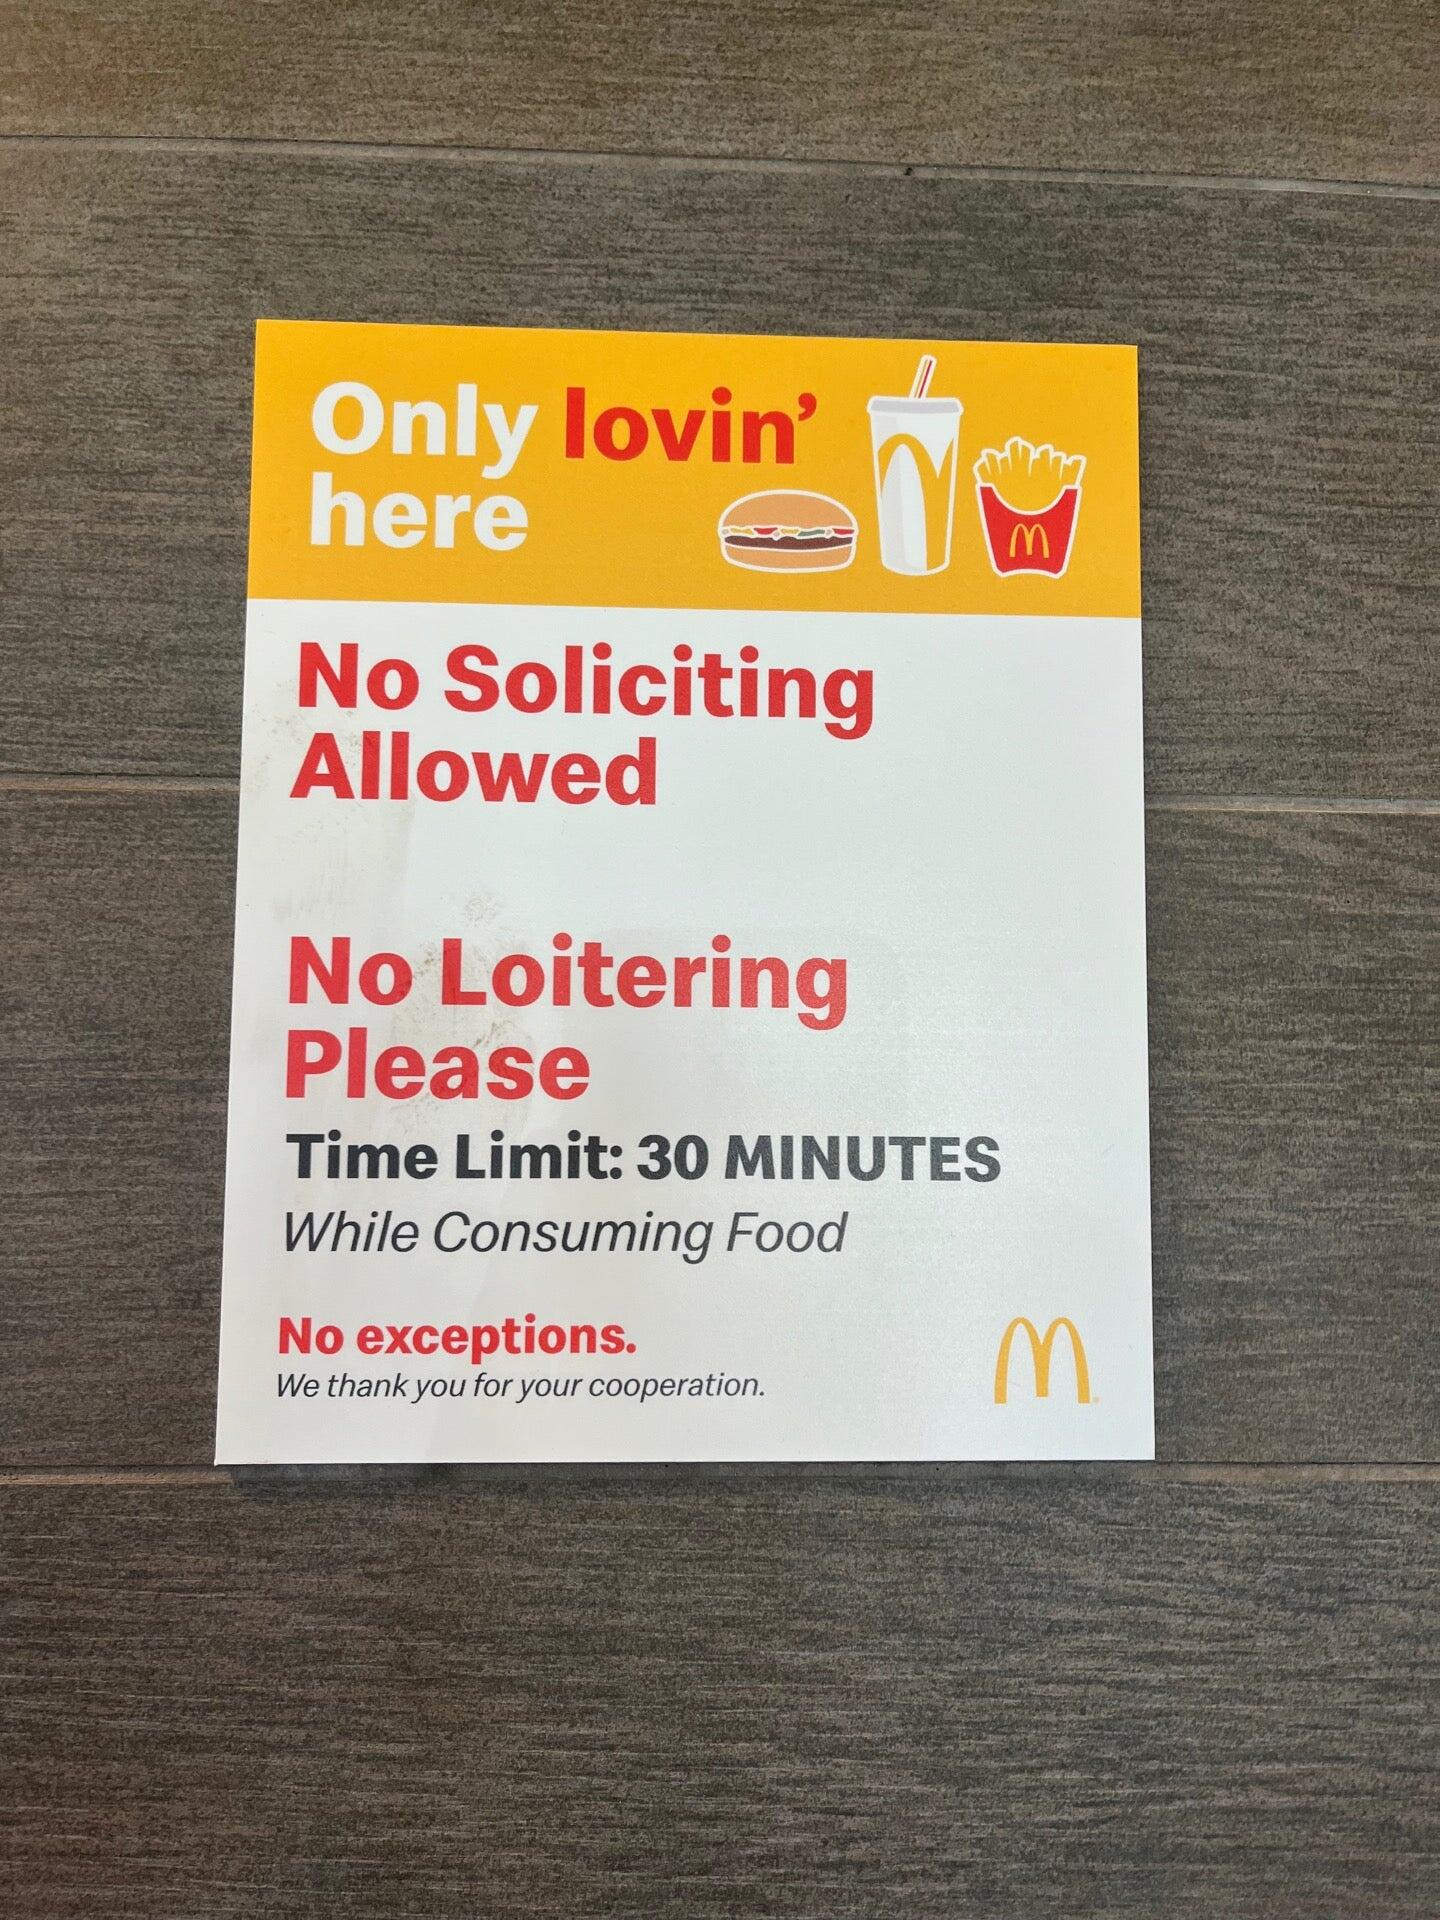 Only lovin’
here
No Soliciting
Allowed
No Loitering
Please
Time Limit: 30 MINUTES
While Consuming Food
No exceptions.
We thank you for your cooperation.